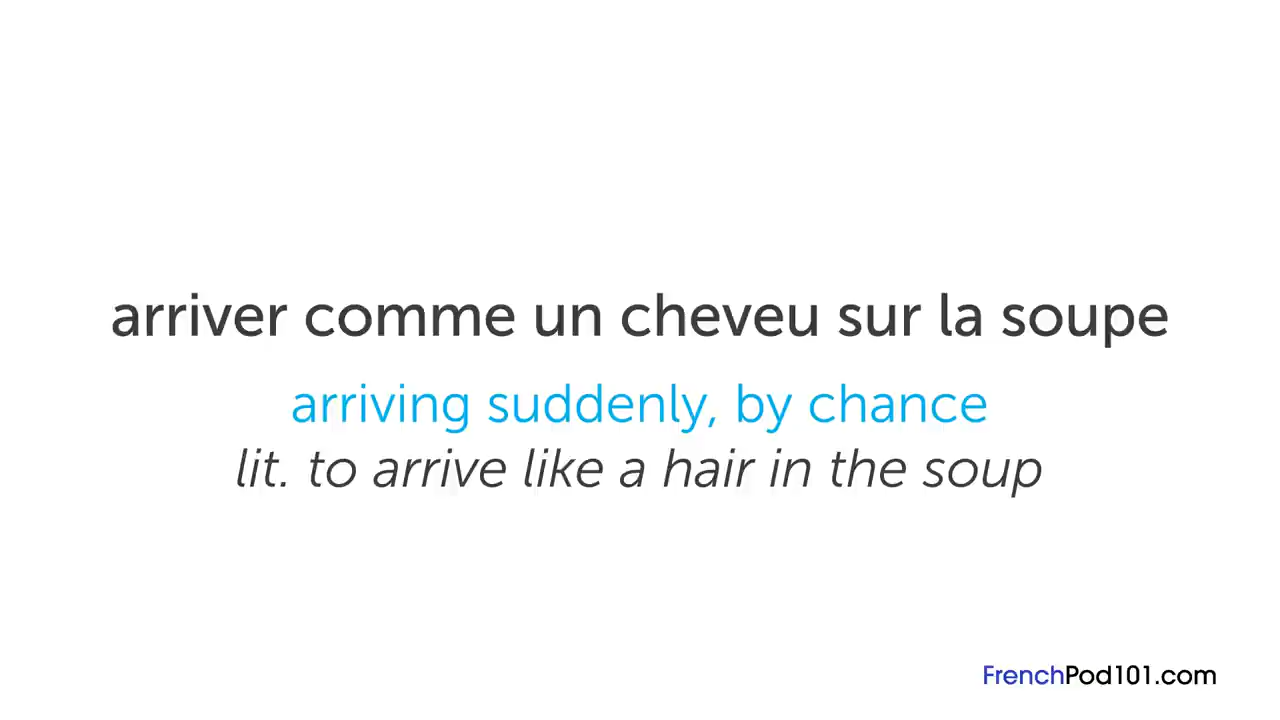 arriver comme un cheveu sur la soupe
arriving suddenly, by chance
lit. to arrive like a hair in the soup
FrenchPod101.com